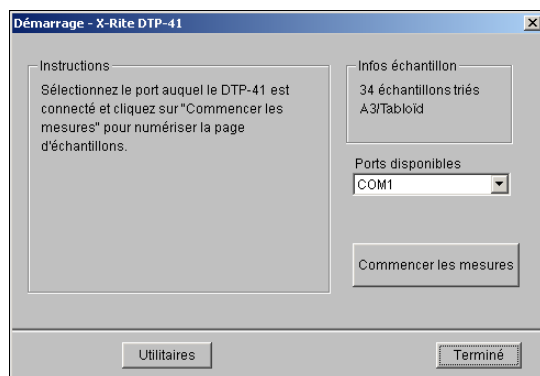 Démarrage - X-Rite DTP-41
Instructions
Sélectionnez le port auquel le DTP-41 est
connecté et cliquez sur "Commencer les
mesures" pour numériser la page
d'échantillons.
Infos échantillon
34 échantillons triés
A3/Tabloïd
Ports disponibles
COM1
Commencer les mesures
Utilitaires
Terminé